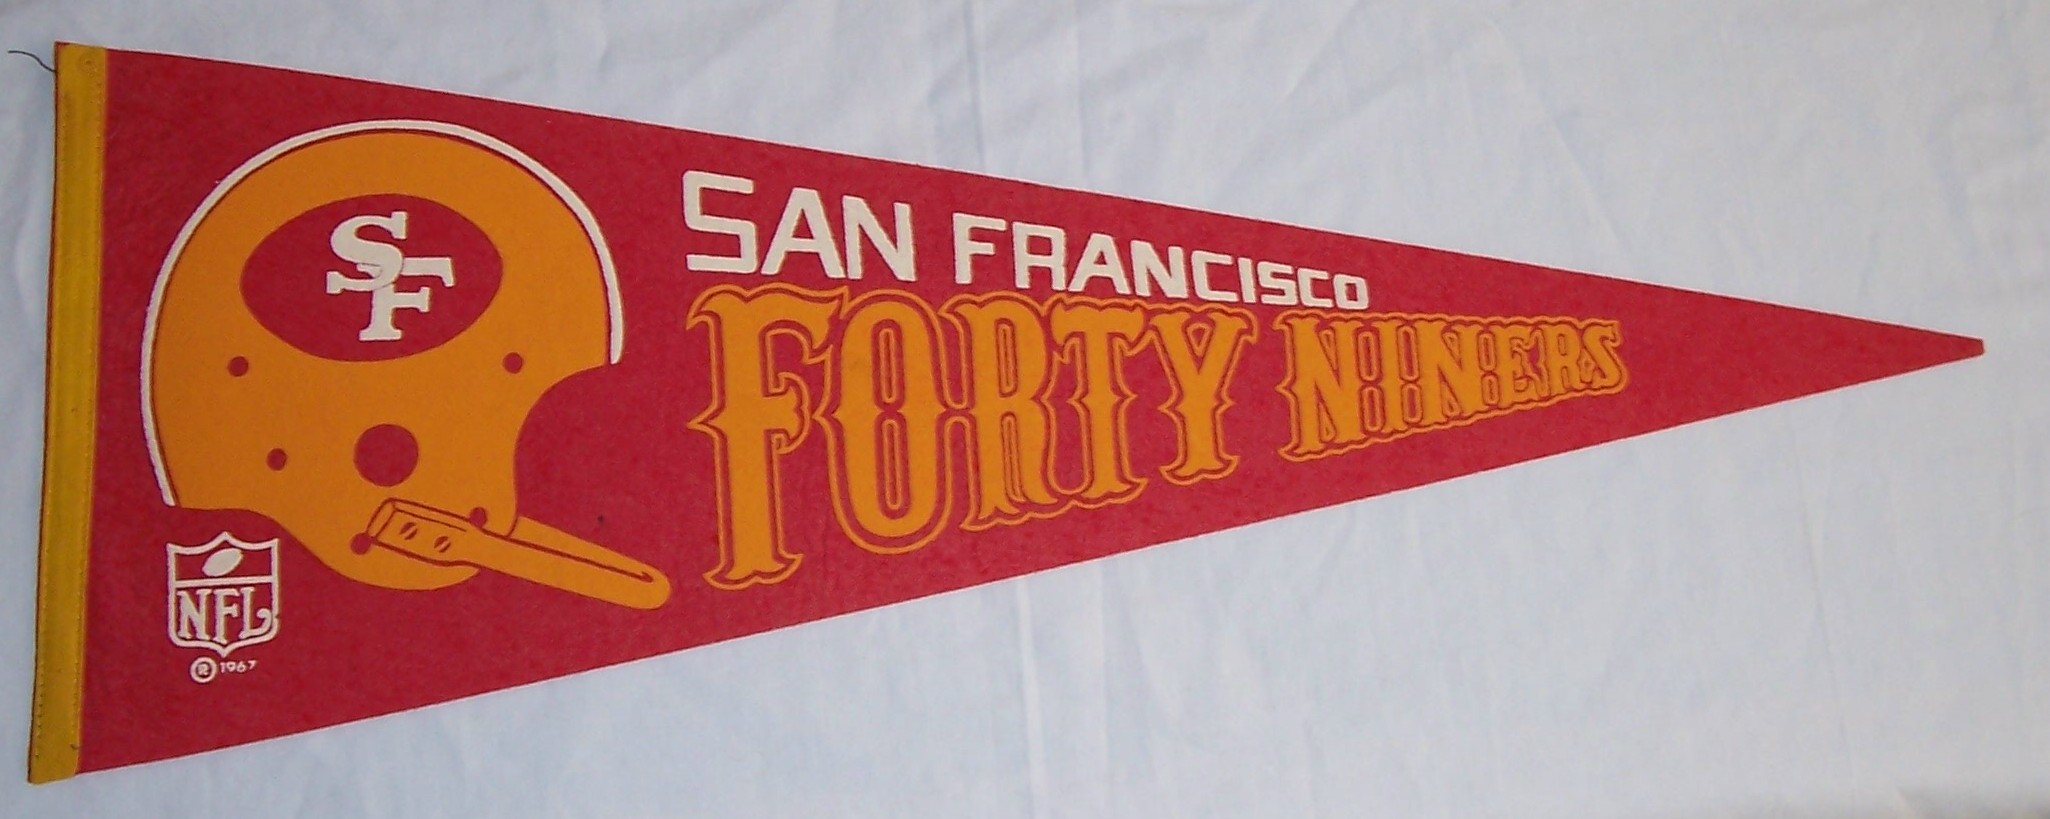 SF
SAN FRANCISCO
FORTY NINERS
NFL
® 1967